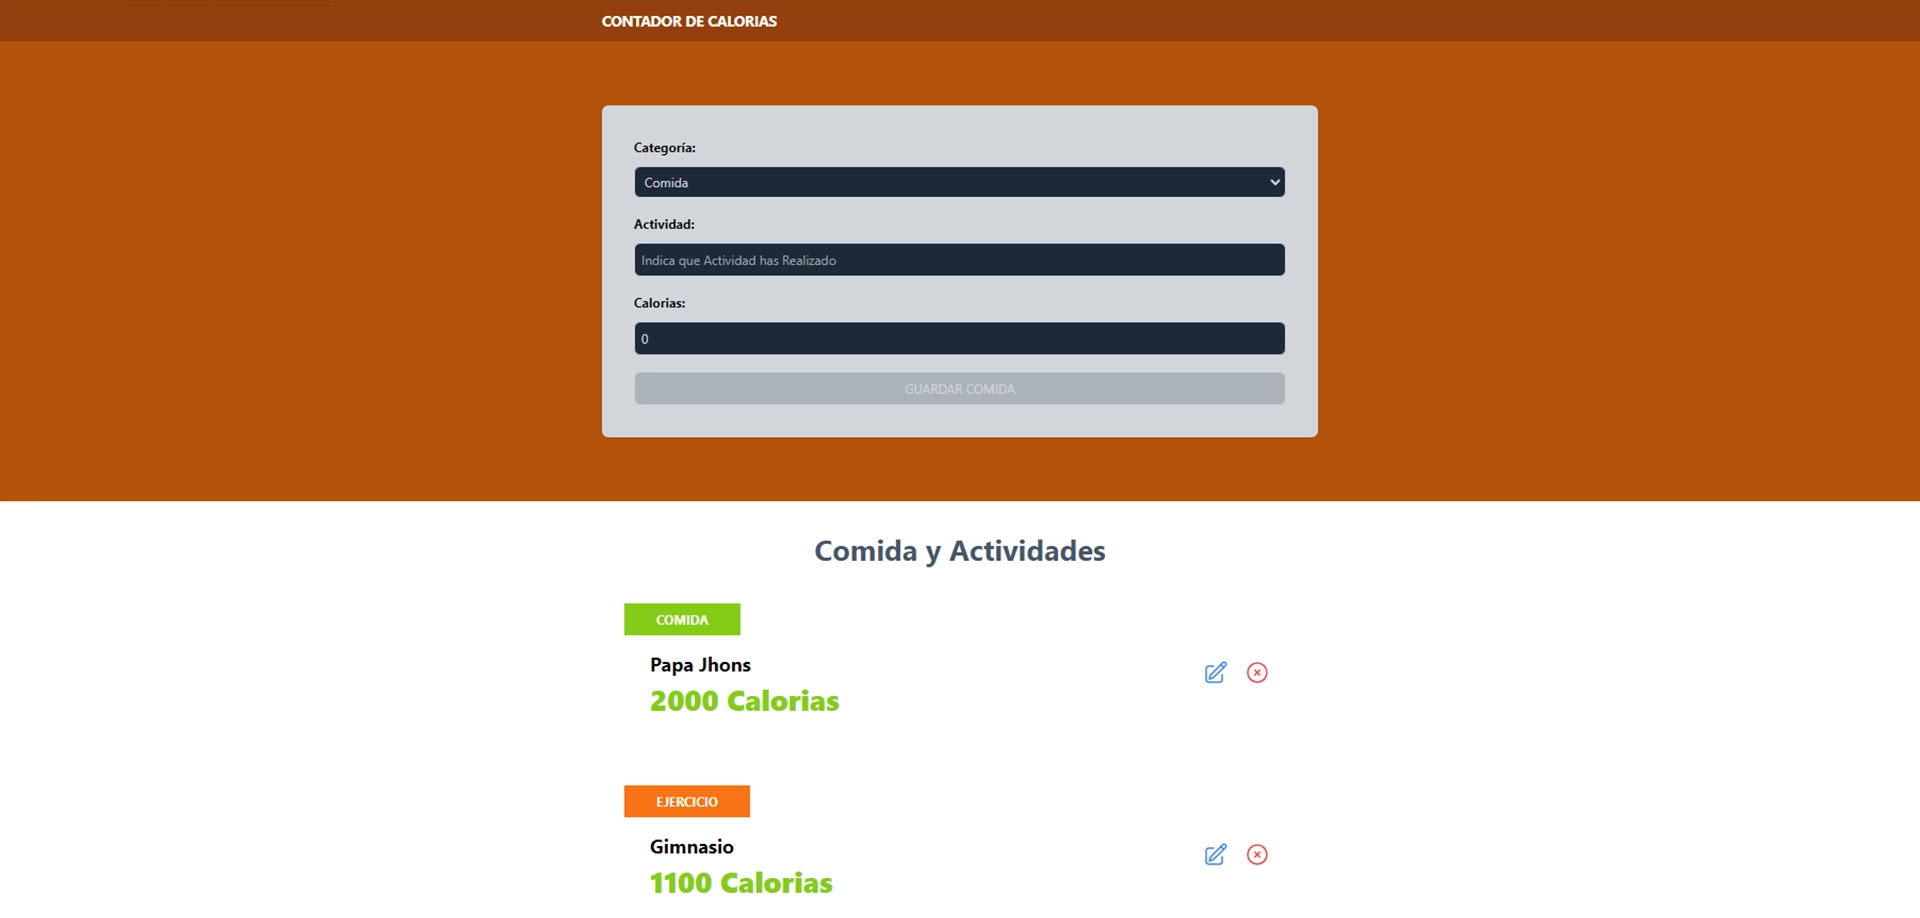 CONTADOR DE CALORIAS
Categoría:
Comida
Actividad:
Indica que Actividad has Realizado
Calorias:
0
GUARDAR COMIDA
Comida y Actividades
COMIDA
Papa Jhons
2000 Calorias
EJERCICIO
Gimnasio
1100 Calorias